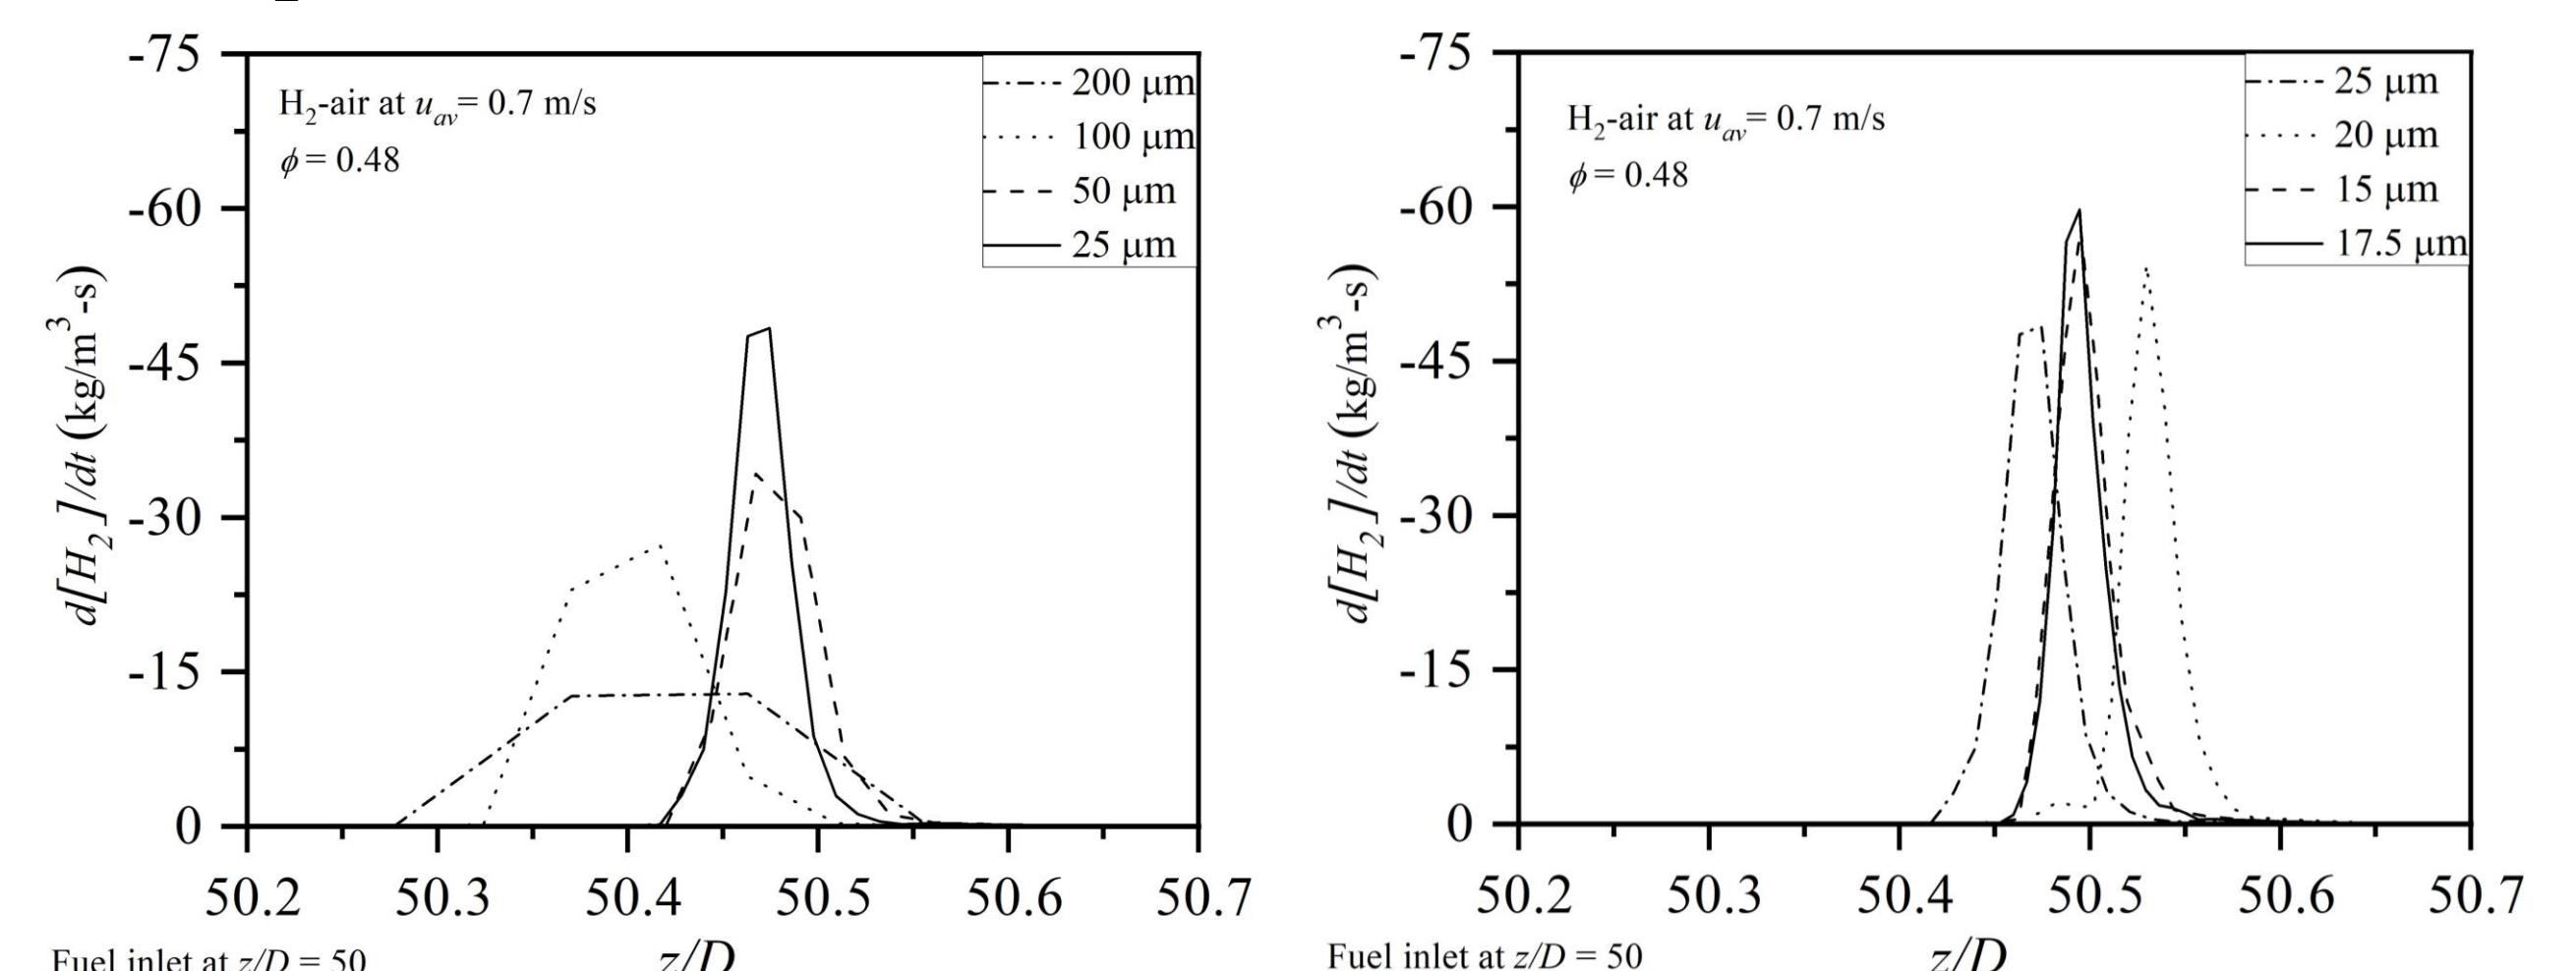 -75
-60
-45
-30
-15
0
d[H2]/dt (kg/m³-s)
H2-air at uav= 0.7 m/s
ϕ = 0.48
200 μm
100 μm
50 μm
25 μm
50.2 50.3 50.4 50.5 50.6 50.7
Fuel inlet at z/D = 50
z/D
-75
-60
-45
-30
-15
0
d[H2]/dt (kg/m³-s)
H2-air at uav= 0.7 m/s
ϕ = 0.48
25 μm
20 μm
15 μm
17.5 μm
50.2 50.3 50.4 50.5 50.6 50.7
Fuel inlet at z/D = 50
z/D